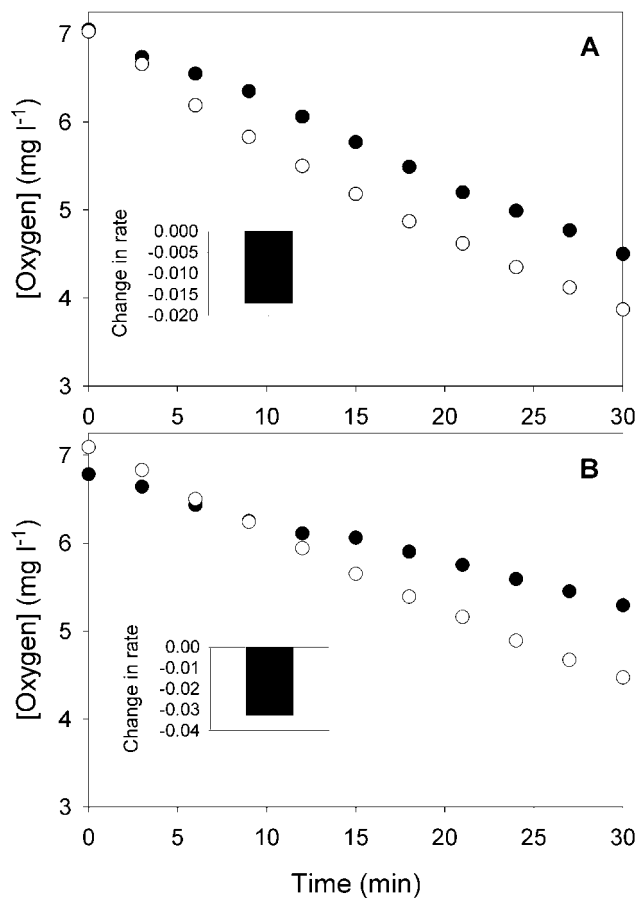 A
[Oxygen] (mg l-1)
7
6
5
4
3
Change in rate
0.000
-0.005
-0.010
-0.015
-0.020
0 5 10 15 20 25 30
B
[Oxygen] (mg l-1)
7
6
5
4
3
Change in rate
0.00
-0.01
-0.02
-0.03
-0.04
0 5 10 15 20 25 30
Time (min)